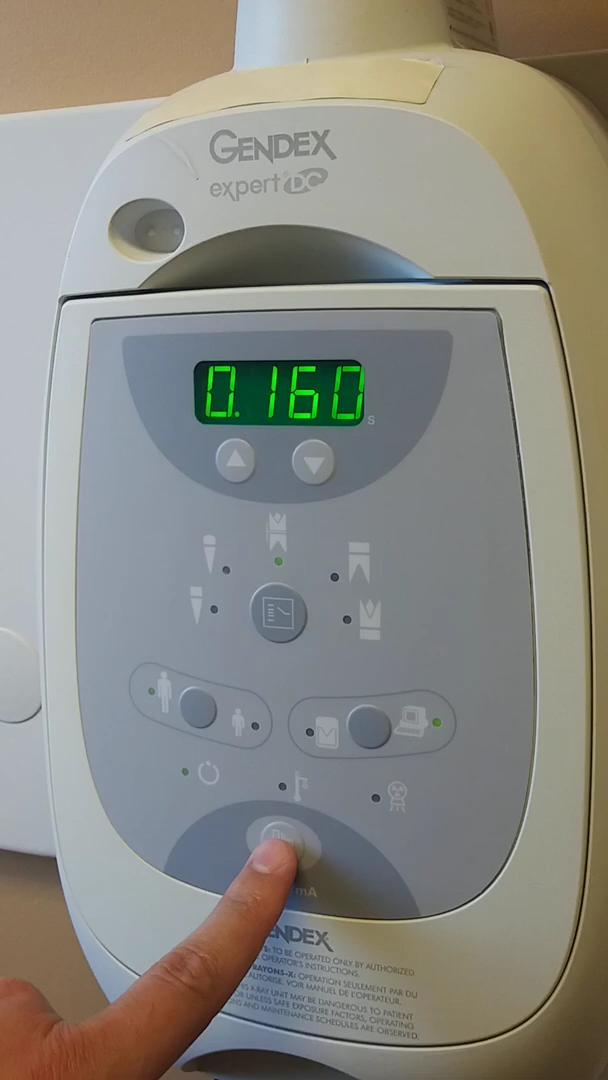 GENDEX
expert DC
0.160
s
mA
GENDEX
TO BE OPERATED ONLY BY AUTHORIZED
OPERATOR'S INSTRUCTIONS.
RAYONS-X: OPERATION SEULEMENT PAR DU
AUTORISE. VOIR MANUEL DE L'OPERATEUR.
X-RAY UNIT MAY BE DANGEROUS TO PATIENT
OR UNLESS SAFE EXPOSURE FACTORS, OPERATING
AND MAINTENANCE SCHEDULES ARE OBSERVED.